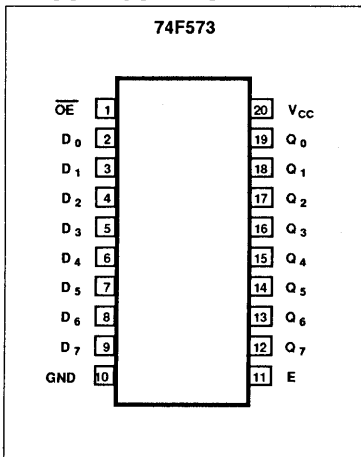 74F573
OE 1 20 VCC
D0 2 19 Q0
D1 3 18 Q1
D2 4 17 Q2
D3 5 16 Q3
D4 6 15 Q4
D5 7 14 Q5
D6 8 13 Q6
D7 9 12 Q7
GND 10 11 E